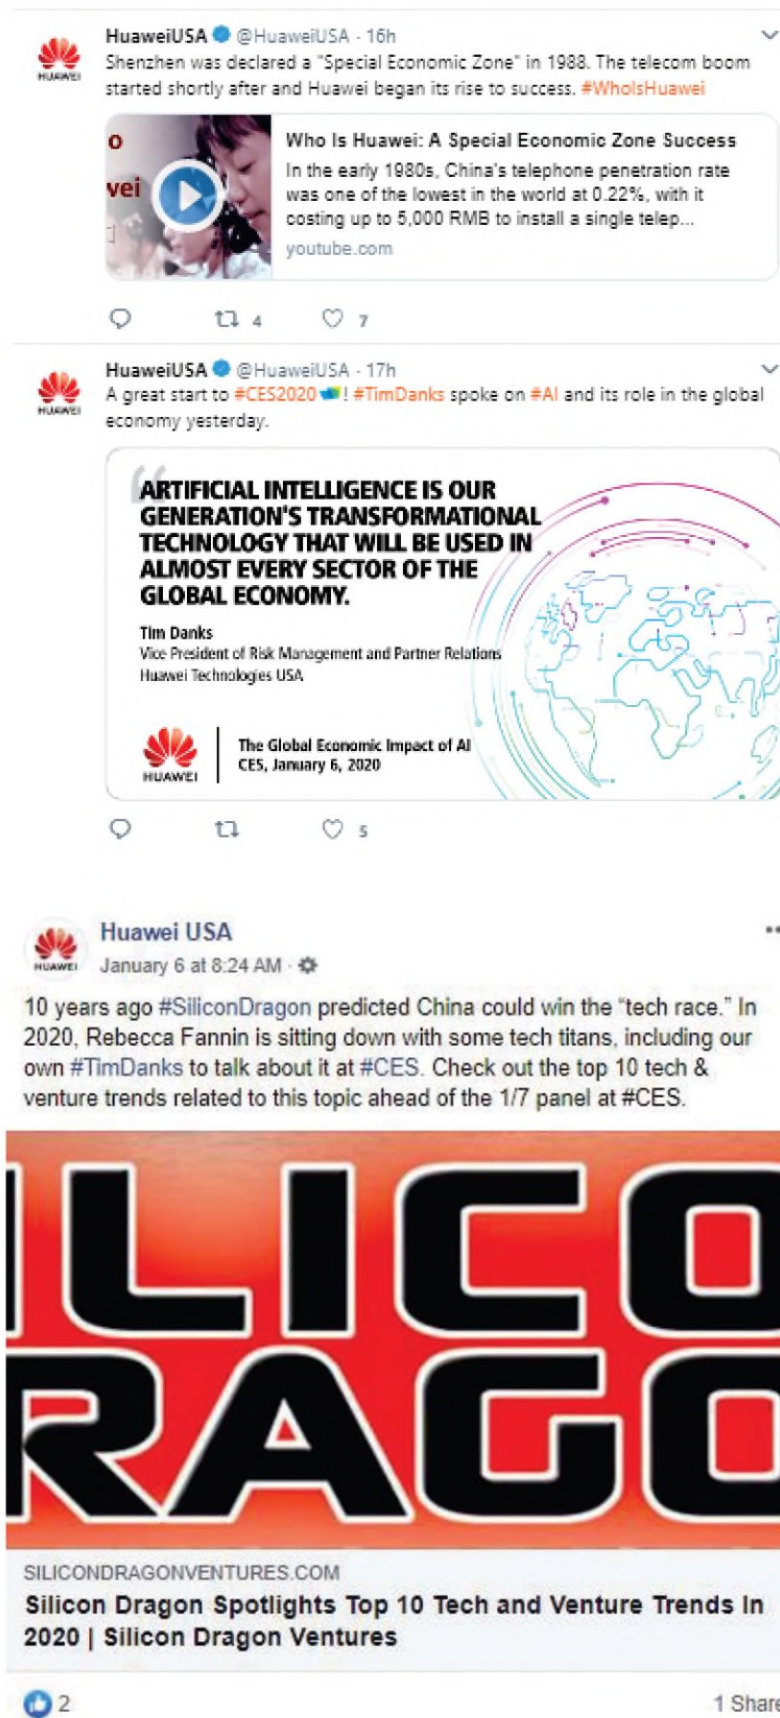 HuaweiUSA @HuaweiUSA · 16h
Shenzhen was declared a "Special Economic Zone" in 1988. The telecom boom
started shortly after and Huawei began its rise to success. #WhoIsHuawei
HUAWEI
o
vei
Who Is Huawei: A Special Economic Zone Success
In the early 1980s, China's telephone penetration rate
was one of the lowest in the world at 0.22%, with it
costing up to 5,000 RMB to install a single telep...
youtube.com
4 7
HuaweiUSA @HuaweiUSA · 17h
A great start to #CES2020 ! #TimDanks spoke on #AI and its role in the global
economy yesterday.
HUAWEI
“
ARTIFICIAL INTELLIGENCE IS OUR
GENERATION'S TRANSFORMATIONAL
TECHNOLOGY THAT WILL BE USED IN
ALMOST EVERY SECTOR OF THE
GLOBAL ECONOMY.
Tim Danks
Vice President of Risk Management and Partner Relations
Huawei Technologies USA
HUAWEI
The Global Economic Impact of AI
CES, January 6, 2020
5
Huawei USA
January 6 at 8:24 AM ·
HUAWEI
10 years ago #SiliconDragon predicted China could win the “tech race.” In
2020, Rebecca Fannin is sitting down with some tech titans, including our
own #TimDanks to talk about it at #CES. Check out the top 10 tech &
venture trends related to this topic ahead of the 1/7 panel at #CES.
ILICO
RAGO
SILICONDRAGONVENTURES.COM
Silicon Dragon Spotlights Top 10 Tech and Venture Trends In
2020 | Silicon Dragon Ventures
2 1 Share